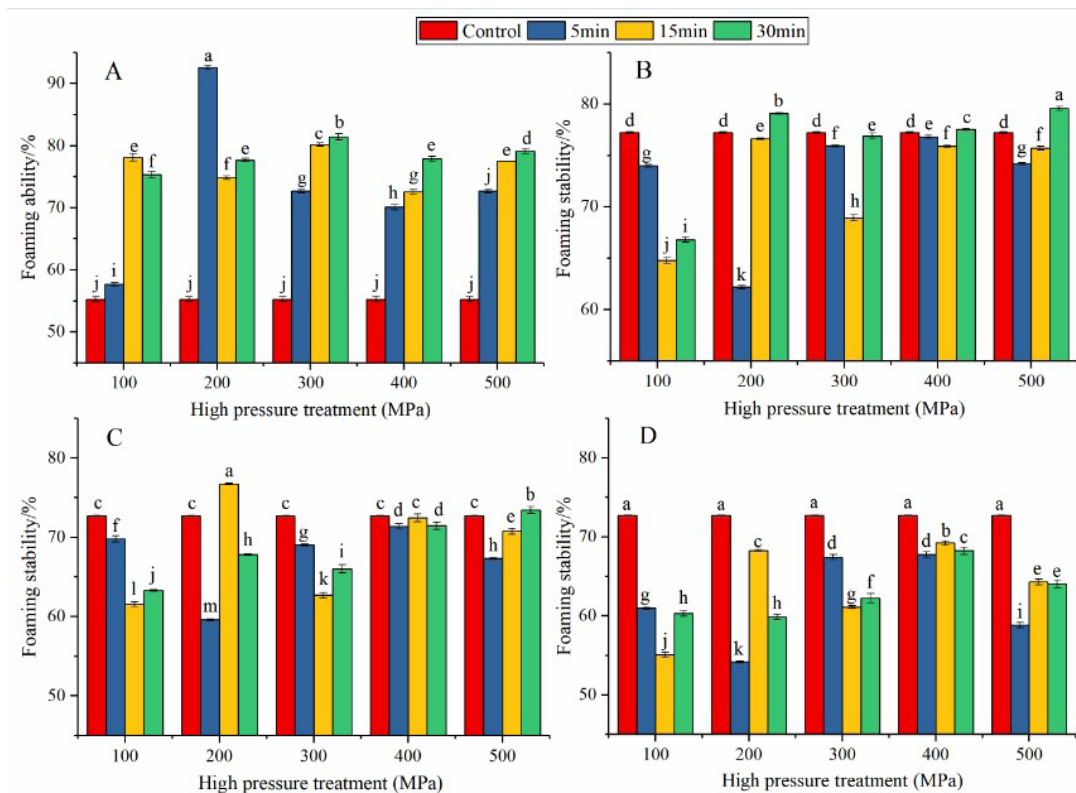 Control 5min 15min 30min
A
Foaming ability/%
90
80
70
60
50
j i e f
j a f e
j g c b
j h g e
j j e d
100 200 300 400 500
High pressure treatment (MPa)
B
Foaming stability/%
80
70
60
d g j i
d k e b
d f h e
d e f c
d g f a
100 200 300 400 500
High pressure treatment (MPa)
C
Foaming stability/%
80
70
60
50
c f l j
c m a h
c g k i
c d c d
c h e b
100 200 300 400 500
High pressure treatment (MPa)
D
Foaming stability/%
80
70
60
50
a g j h
a k c h
a d g f
a d b c
a i e e
100 200 300 400 500
High pressure treatment (MPa)